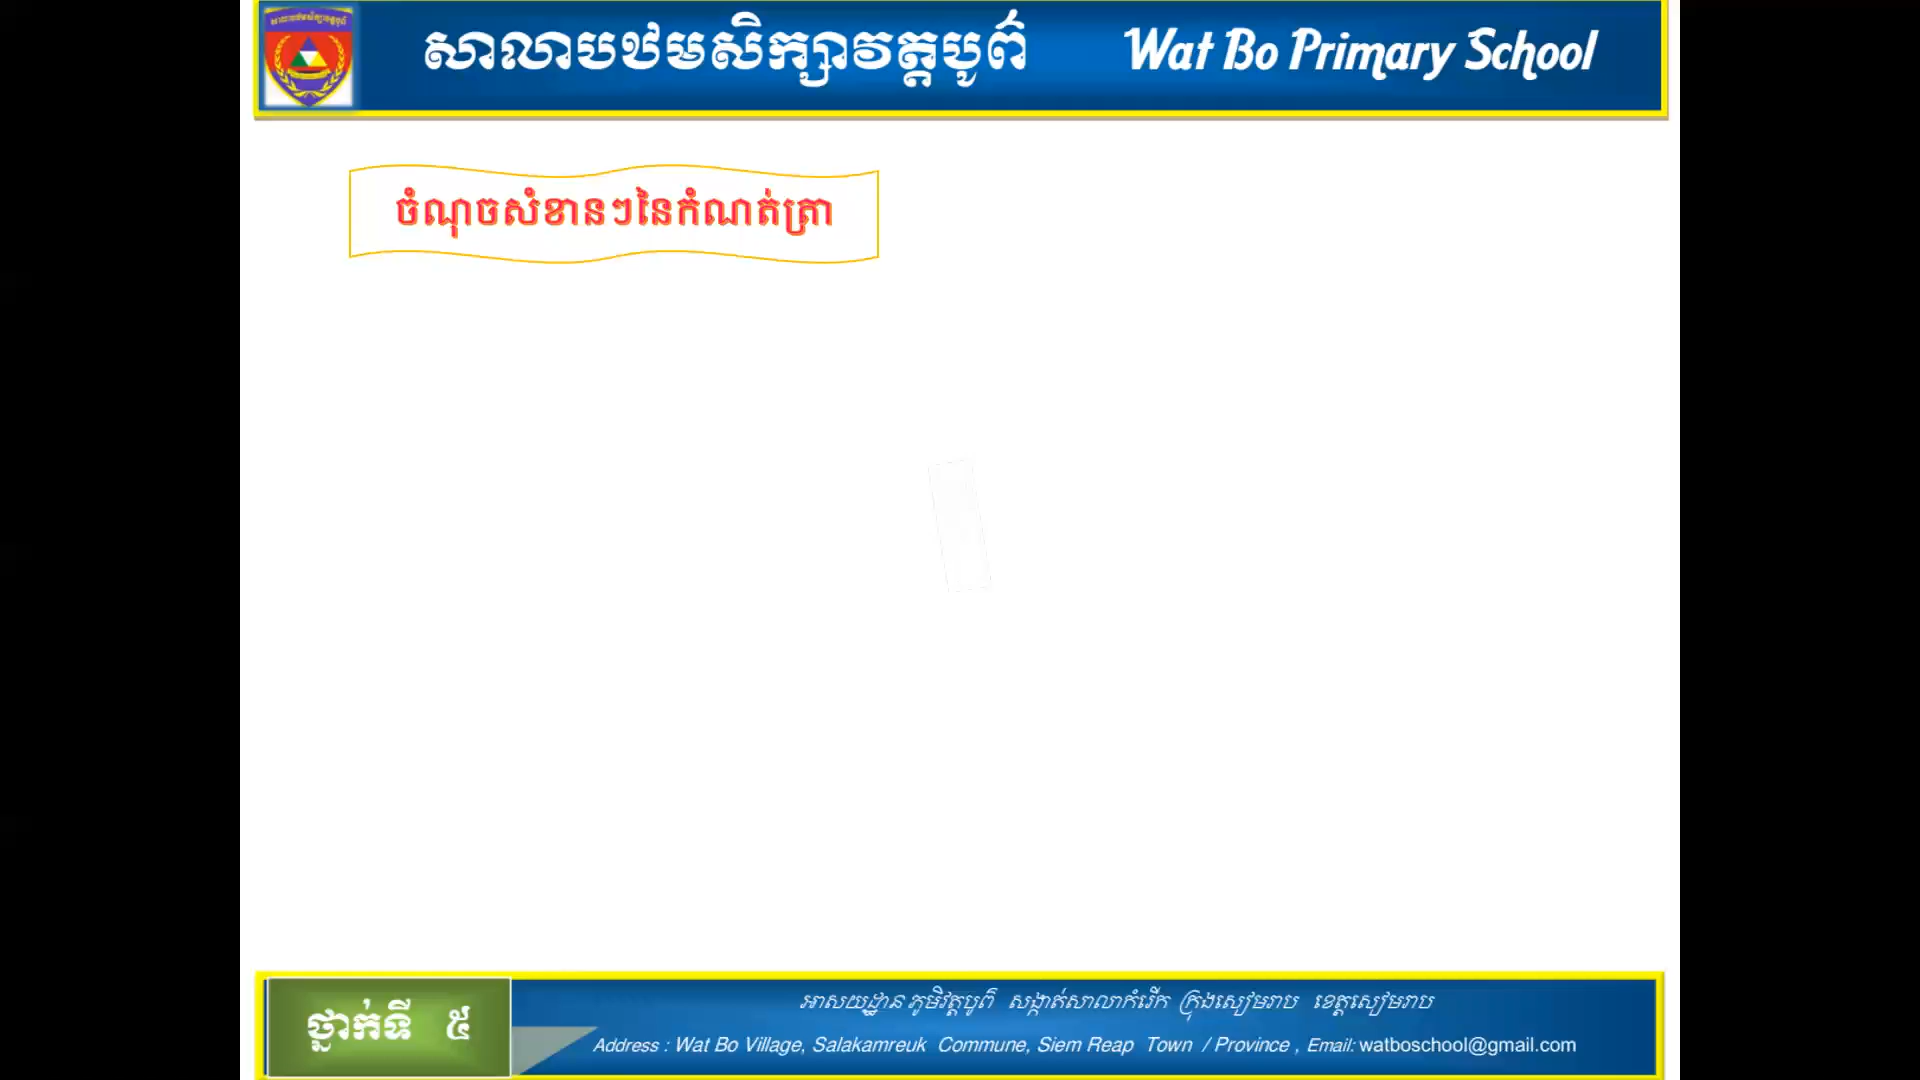 សាលាបឋមសិក្សាវត្តបូព៌ Wat Bo Primary School
ចំណុចសំខាន់ៗនៃកំណត់ត្រា
ថ្នាក់ទី ៥
អាសយដ្ឋាន ភូមិវត្តបូព៌ សង្កាត់សាលាកំរើក ក្រុងសៀមរាប ខេត្តសៀមរាប
Address : Wat Bo Village, Salakamreuk Commune, Siem Reap Town / Province , Email: watboschool@gmail.com